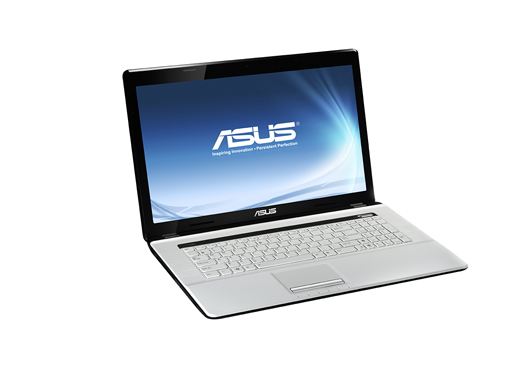 ASUS®
Inspiring Innovation • Persistent Perfection
ASUS